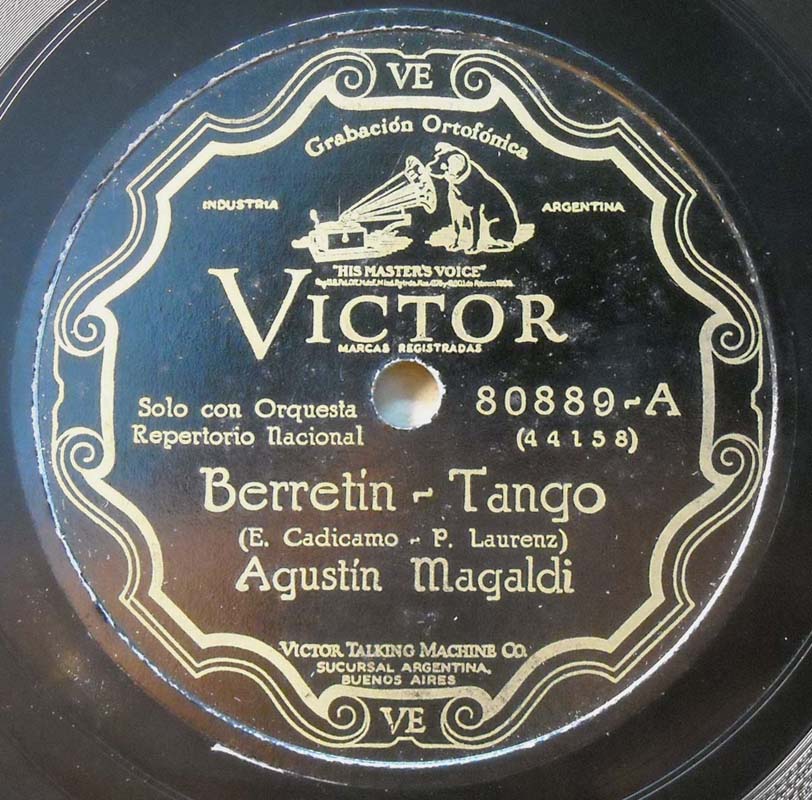 VE
Grabación Ortofónica
INDUSTRIA
ARGENTINA
"HIS MASTER'S VOICE"
VICTOR
MARCAS REGISTRADAS
Solo con Orquesta
Repertorio Nacional
80889-A
(44158)
Berretín - Tango
(E. Cadicamo - P. Laurenz)
Agustín Magaldi
VICTOR TALKING MACHINE CO.
SUCURSAL ARGENTINA,
BUENOS AIRES
VE